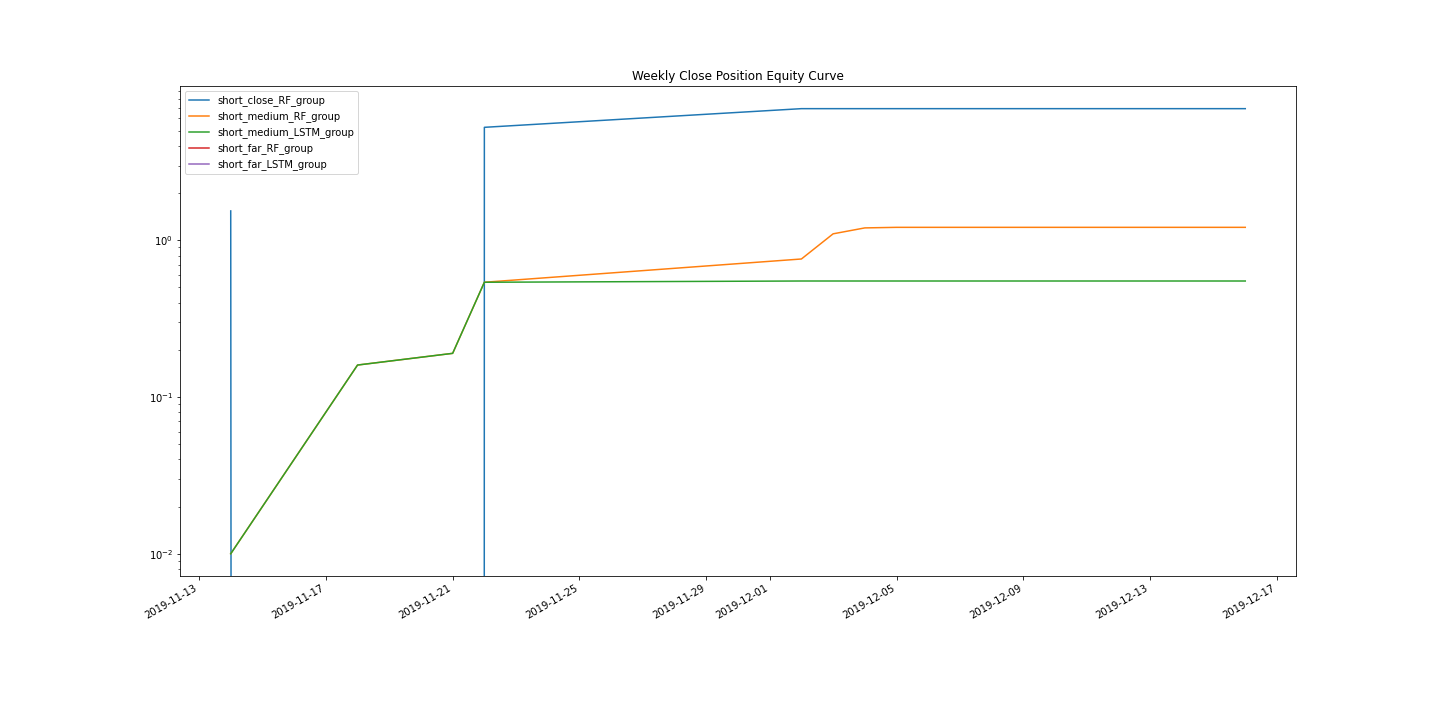 Weekly Close Position Equity Curve
short_close_RF_group
short_medium_RF_group
short_medium_LSTM_group
short_far_RF_group
short_far_LSTM_group
10⁰
10⁻¹
10⁻²
2019-11-13
2019-11-17
2019-11-21
2019-11-25
2019-11-29
2019-12-01
2019-12-05
2019-12-09
2019-12-13
2019-12-17